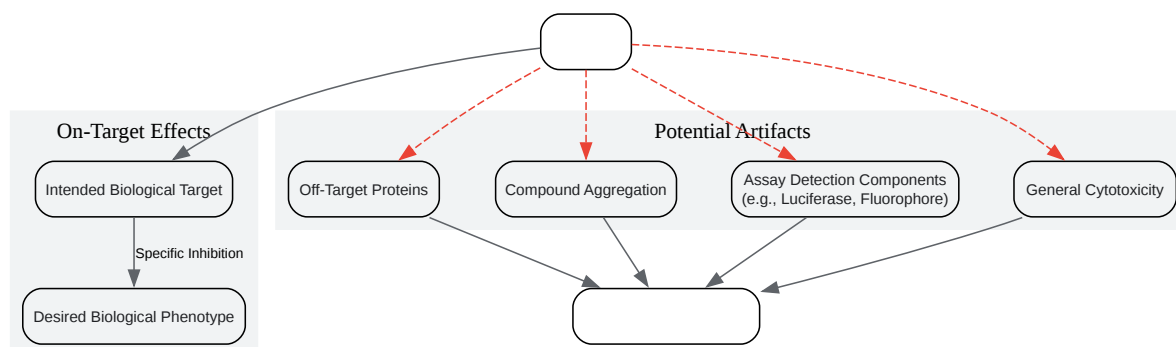 On-Target Effects
Potential Artifacts
Intended Biological Target
Off-Target Proteins
Compound Aggregation
Assay Detection Components
(e.g., Luciferase, Fluorophore)
General Cytotoxicity
Specific Inhibition
Desired Biological Phenotype